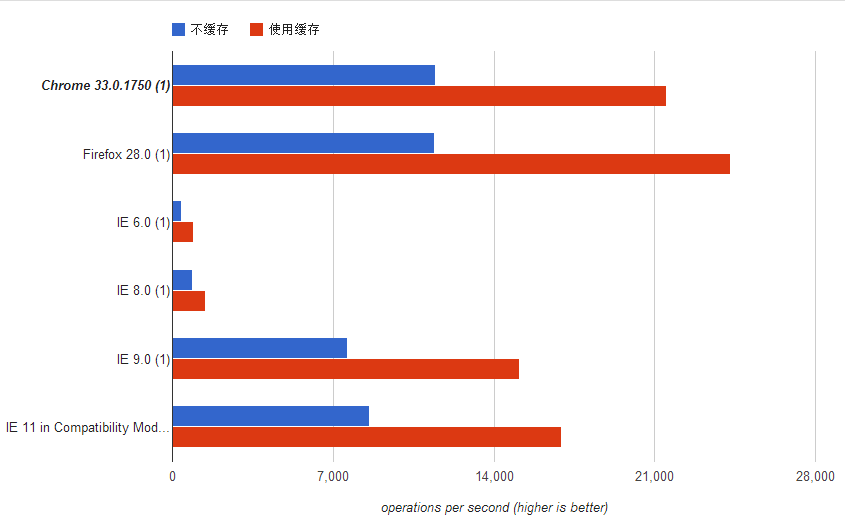 不缓存
使用缓存
Chrome 33.0.1750 (1)
Firefox 28.0 (1)
IE 6.0 (1)
IE 8.0 (1)
IE 9.0 (1)
IE 11 in Compatibility Mod...
0
7,000
14,000
21,000
28,000
operations per second (higher is better)